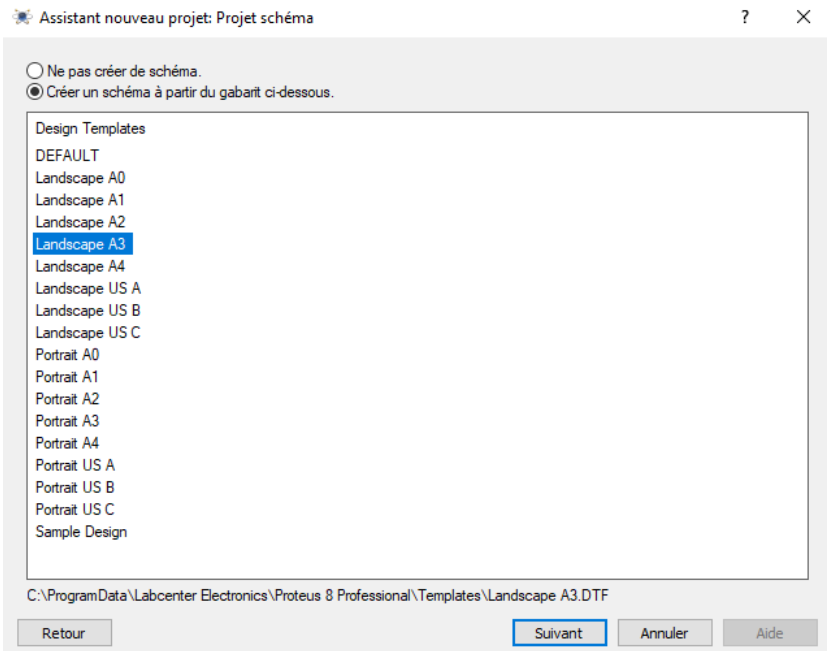 Assistant nouveau projet: Projet schéma ?
Ne pas créer de schéma.
Créer un schéma à partir du gabarit ci-dessous.
Design Templates
DEFAULT
Landscape A0
Landscape A1
Landscape A2
Landscape A3
Landscape A4
Landscape US A
Landscape US B
Landscape US C
Portrait A0
Portrait A1
Portrait A2
Portrait A3
Portrait A4
Portrait US A
Portrait US B
Portrait US C
Sample Design
C:\ProgramData\Labcenter Electronics\Proteus 8 Professional\Templates\Landscape A3.DTF
Retour Suivant Annuler Aide